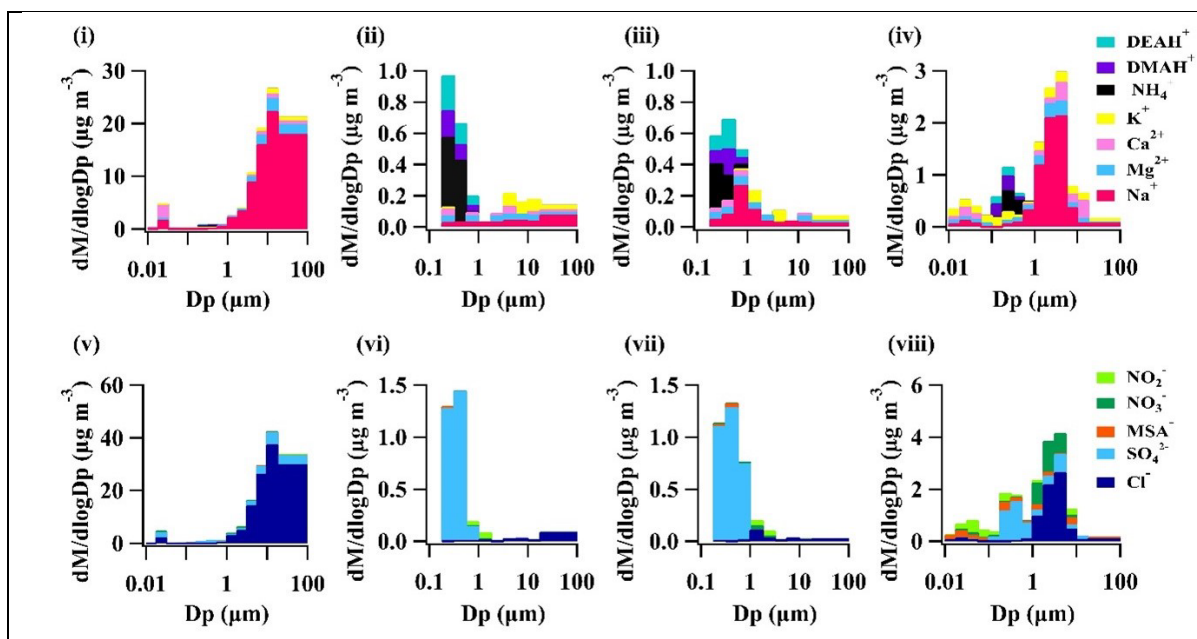 (i)
dM/dlogDp (µg m⁻³)
30
20
10
0
0.01 1 100
Dp (µm)
(ii)
dM/dlogDp (µg m⁻³)
1.0
0.8
0.6
0.4
0.2
0.0
0.1 1 10 100
Dp (µm)
(iii)
dM/dlogDp (µg m⁻³)
1.0
0.8
0.6
0.4
0.2
0.0
0.1 1 10 100
Dp (µm)
(iv)
dM/dlogDp (µg m⁻³)
3
2
1
0
0.01 1 100
Dp (µm)
DEAH⁺
DMAH⁺
NH₄⁺
K⁺
Ca²⁺
Mg²⁺
Na⁺
(v)
dM/dlogDp (µg m⁻³)
60
40
20
0
0.01 1 100
Dp (µm)
(vi)
dM/dlogDp (µg m⁻³)
1.5
1.0
0.5
0.0
0.1 1 10 100
Dp (µm)
(vii)
dM/dlogDp (µg m⁻³)
1.5
1.0
0.5
0.0
0.1 1 10 100
Dp (µm)
(viii)
dM/dlogDp (µg m⁻³)
6
4
2
0
0.01 1 100
Dp (µm)
NO₂⁻
NO₃⁻
MSA⁻
SO₄²⁻
Cl⁻